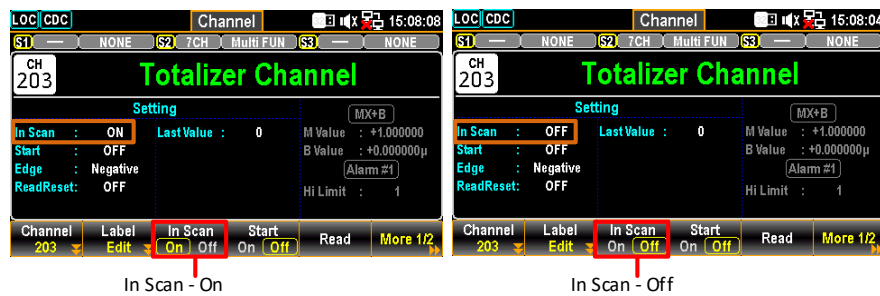 LOC CDC Channel 15:08:08
S1 — NONE S2 7CH Multi FUN S3 — NONE
CH
203
Totalizer Channel
Setting
In Scan : ON
Start : OFF
Edge : Negative
ReadReset: OFF
Last Value : 0
MX+B
M Value : +1.000000
B Value : +0.000000µ
Alarm #1
Hi Limit : 1
Channel
203
Label
Edit
In Scan
On Off
Start
On Off
Read
More 1/2
In Scan - On
LOC CDC Channel 15:08:04
S1 — NONE S2 7CH Multi FUN S3 — NONE
CH
203
Totalizer Channel
Setting
In Scan : OFF
Start : OFF
Edge : Negative
ReadReset: OFF
Last Value : 0
MX+B
M Value : +1.000000
B Value : +0.000000µ
Alarm #1
Hi Limit : 1
Channel
203
Label
Edit
In Scan
On Off
Start
On Off
Read
More 1/2
In Scan - Off